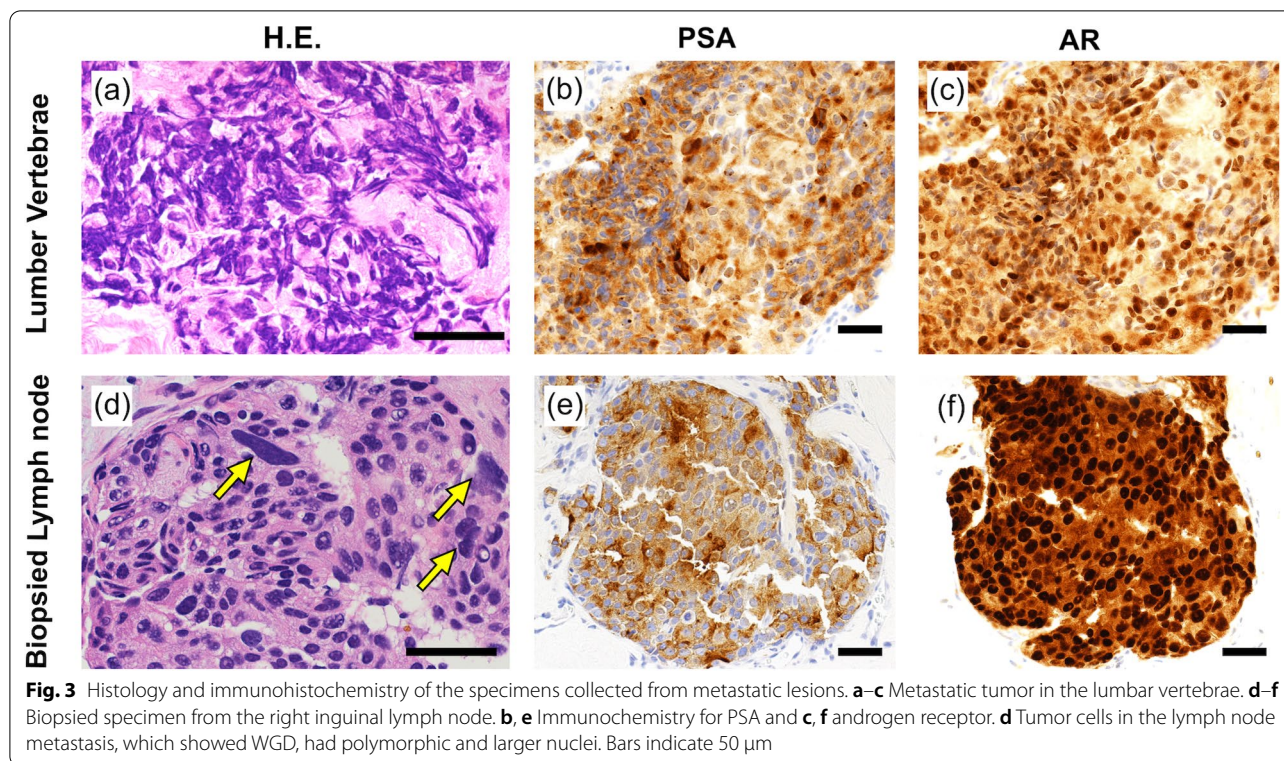 H.E.
PSA
AR
Lumber Vertebrae
(a)
(b)
(c)
Biopsied Lymph node
(d)
(e)
(f)
Fig. 3 Histology and immunohistochemistry of the specimens collected from metastatic lesions. a–c Metastatic tumor in the lumbar vertebrae. d–f
Biopsied specimen from the right inguinal lymph node. b, e Immunochemistry for PSA and c, f androgen receptor. d Tumor cells in the lymph node
metastasis, which showed WGD, had polymorphic and larger nuclei. Bars indicate 50 μm